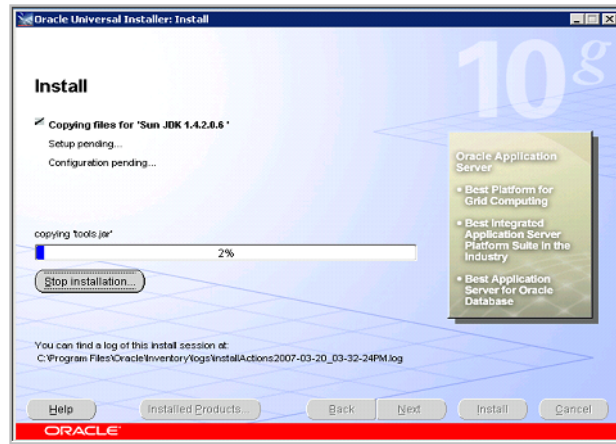 Oracle Universal Installer: Install
10g
Install
Copying files for 'Sun JDK 1.4.2.0.6 '
Setup pending...
Configuration pending...
copying 'tools.jar'
2%
Stop installation...
Oracle Application
Server
• Best Platform for
Grid Computing
• Best Integrated
Application Server
Platform Suite in the
Industry
• Best Application
Server for Oracle
Database
You can find a log of this install session at:
C:\Program Files\Oracle\Inventory\logs\installActions2007-03-20_03-32-24PM.log
Help
Installed Products...
Back
Next
Install
Cancel
ORACLE